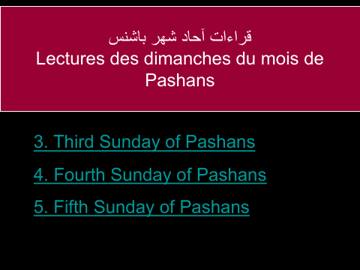 قراءات آحاد شهر باشنس
Lectures des dimanches du mois de
Pashans
3. Third Sunday of Pashans
4. Fourth Sunday of Pashans
5. Fifth Sunday of Pashans